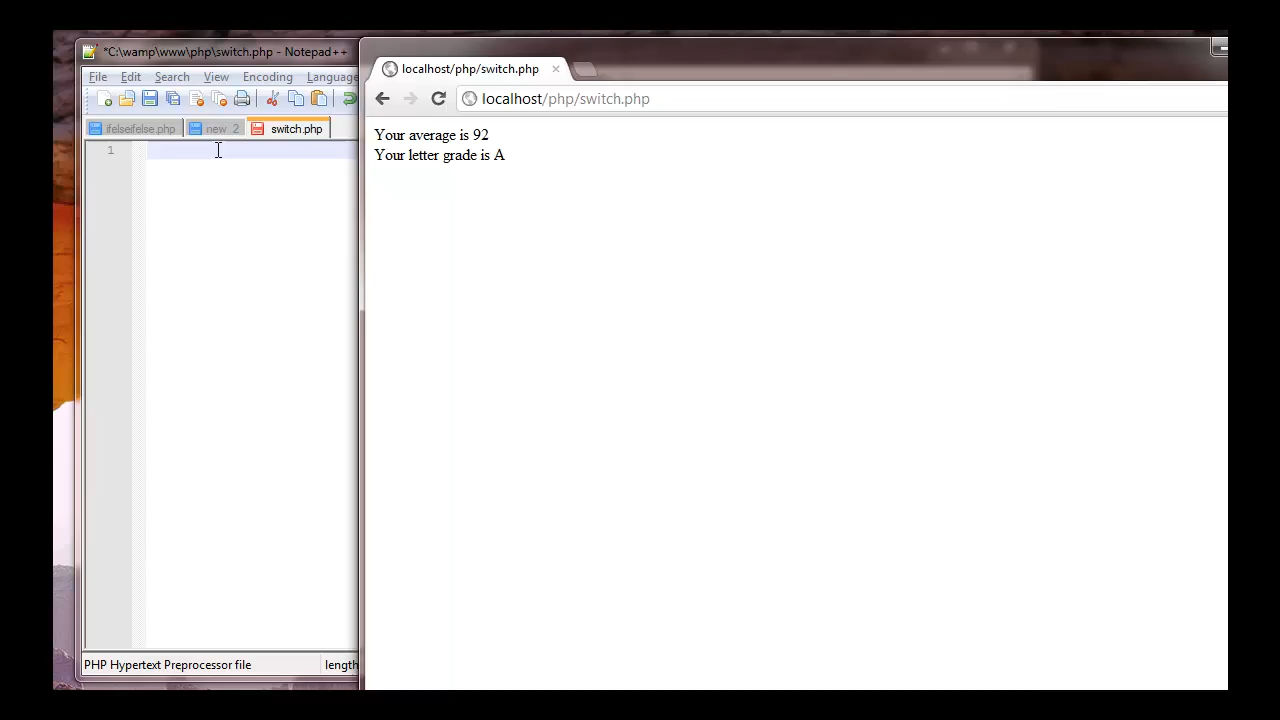 *C:\wamp\www\php\switch.php - Notepad++
File Edit Search View Encoding Language
ifelseifelse.php new 2 switch.php
1
PHP Hypertext Preprocessor file length
localhost/php/switch.php
localhost/php/switch.php
Your average is 92
Your letter grade is A